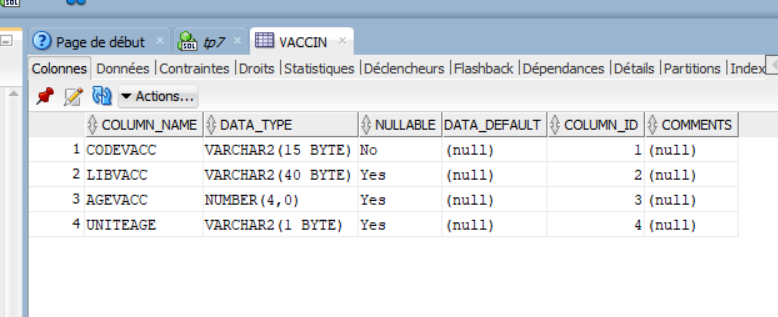 SQL
Page de début × SQL tp7 × VACCIN ×
Colonnes Données |Contraintes |Droits |Statistiques |Déclencheurs |Flashback |Dépendances |Détails |Partitions |Index
Actions...
COLUMN_NAME DATA_TYPE NULLABLE DATA_DEFAULT COLUMN_ID COMMENTS
1 CODEVACC VARCHAR2(15 BYTE) No (null) 1 (null)
2 LIBVACC VARCHAR2(40 BYTE) Yes (null) 2 (null)
3 AGEVACC NUMBER(4,0) Yes (null) 3 (null)
4 UNITEAGE VARCHAR2(1 BYTE) Yes (null) 4 (null)